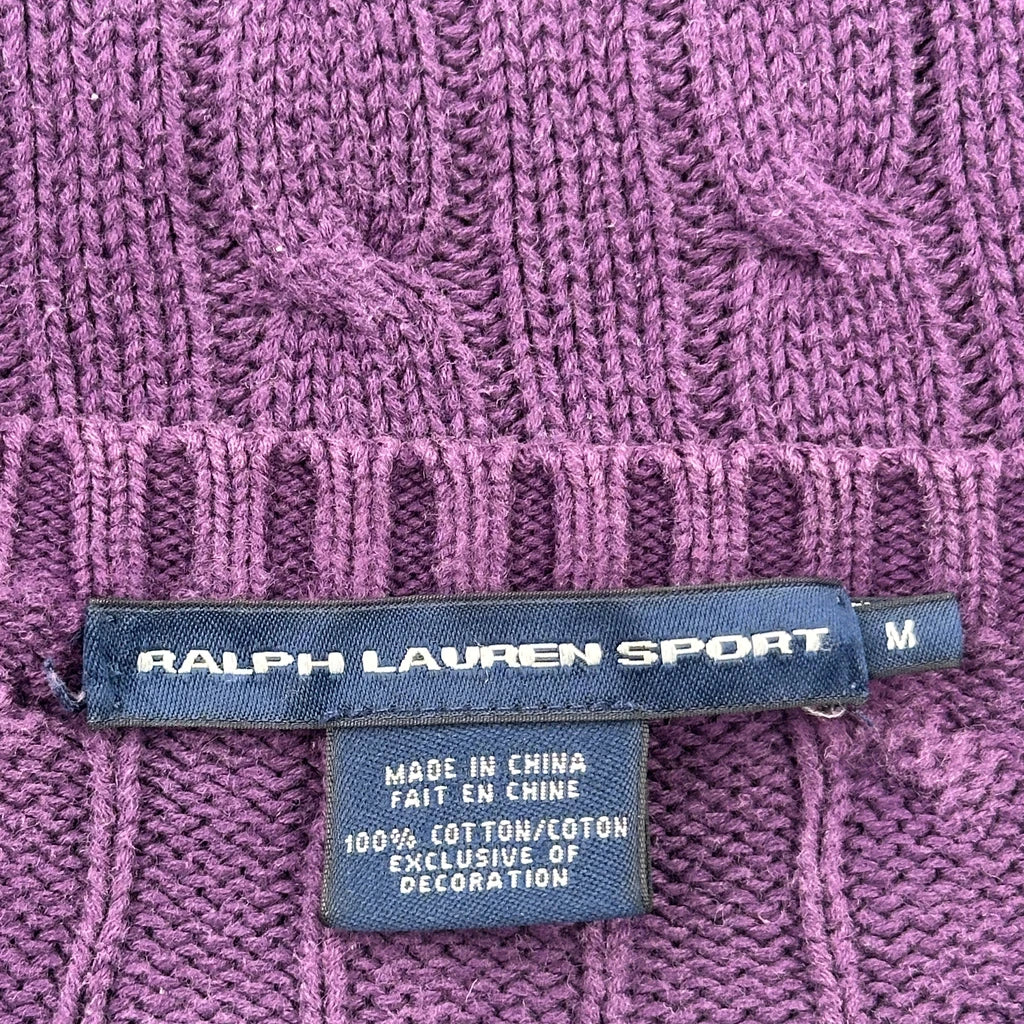 RALPH LAUREN SPORT
M
MADE IN CHINA
FAIT EN CHINE
100% COTTON/COTON
EXCLUSIVE OF
DECORATION